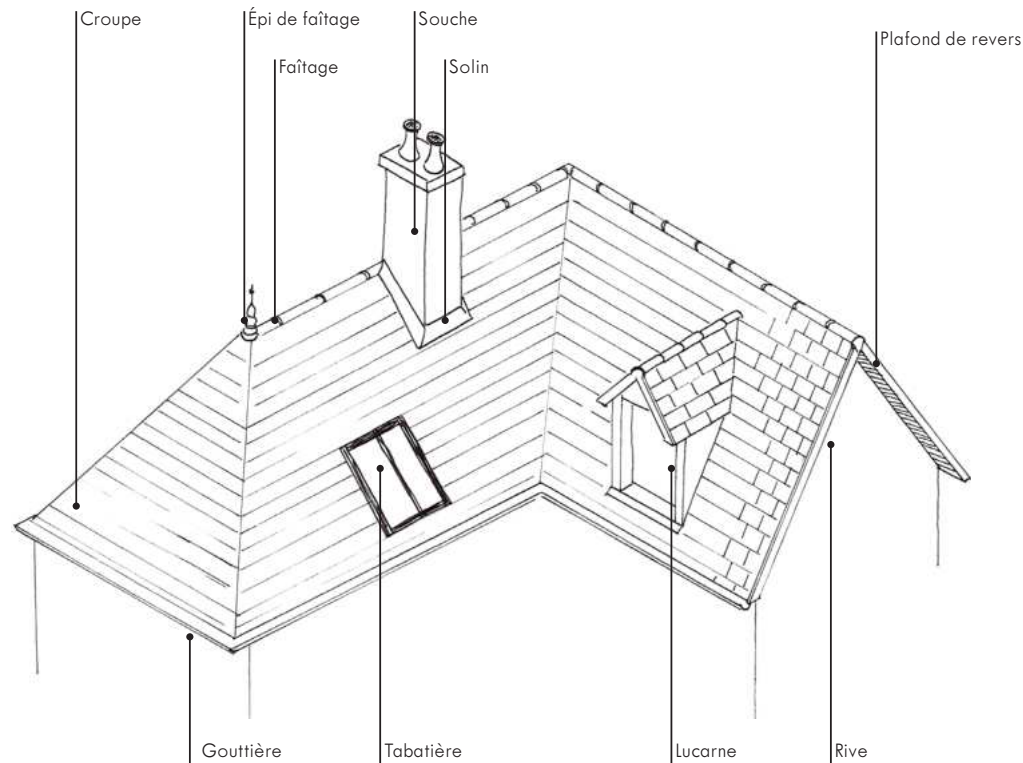 Croupe
Épi de faîtage
Souche
Plafond de revers
Faîtage
Solin
Gouttière
Tabatière
Lucarne
Rive